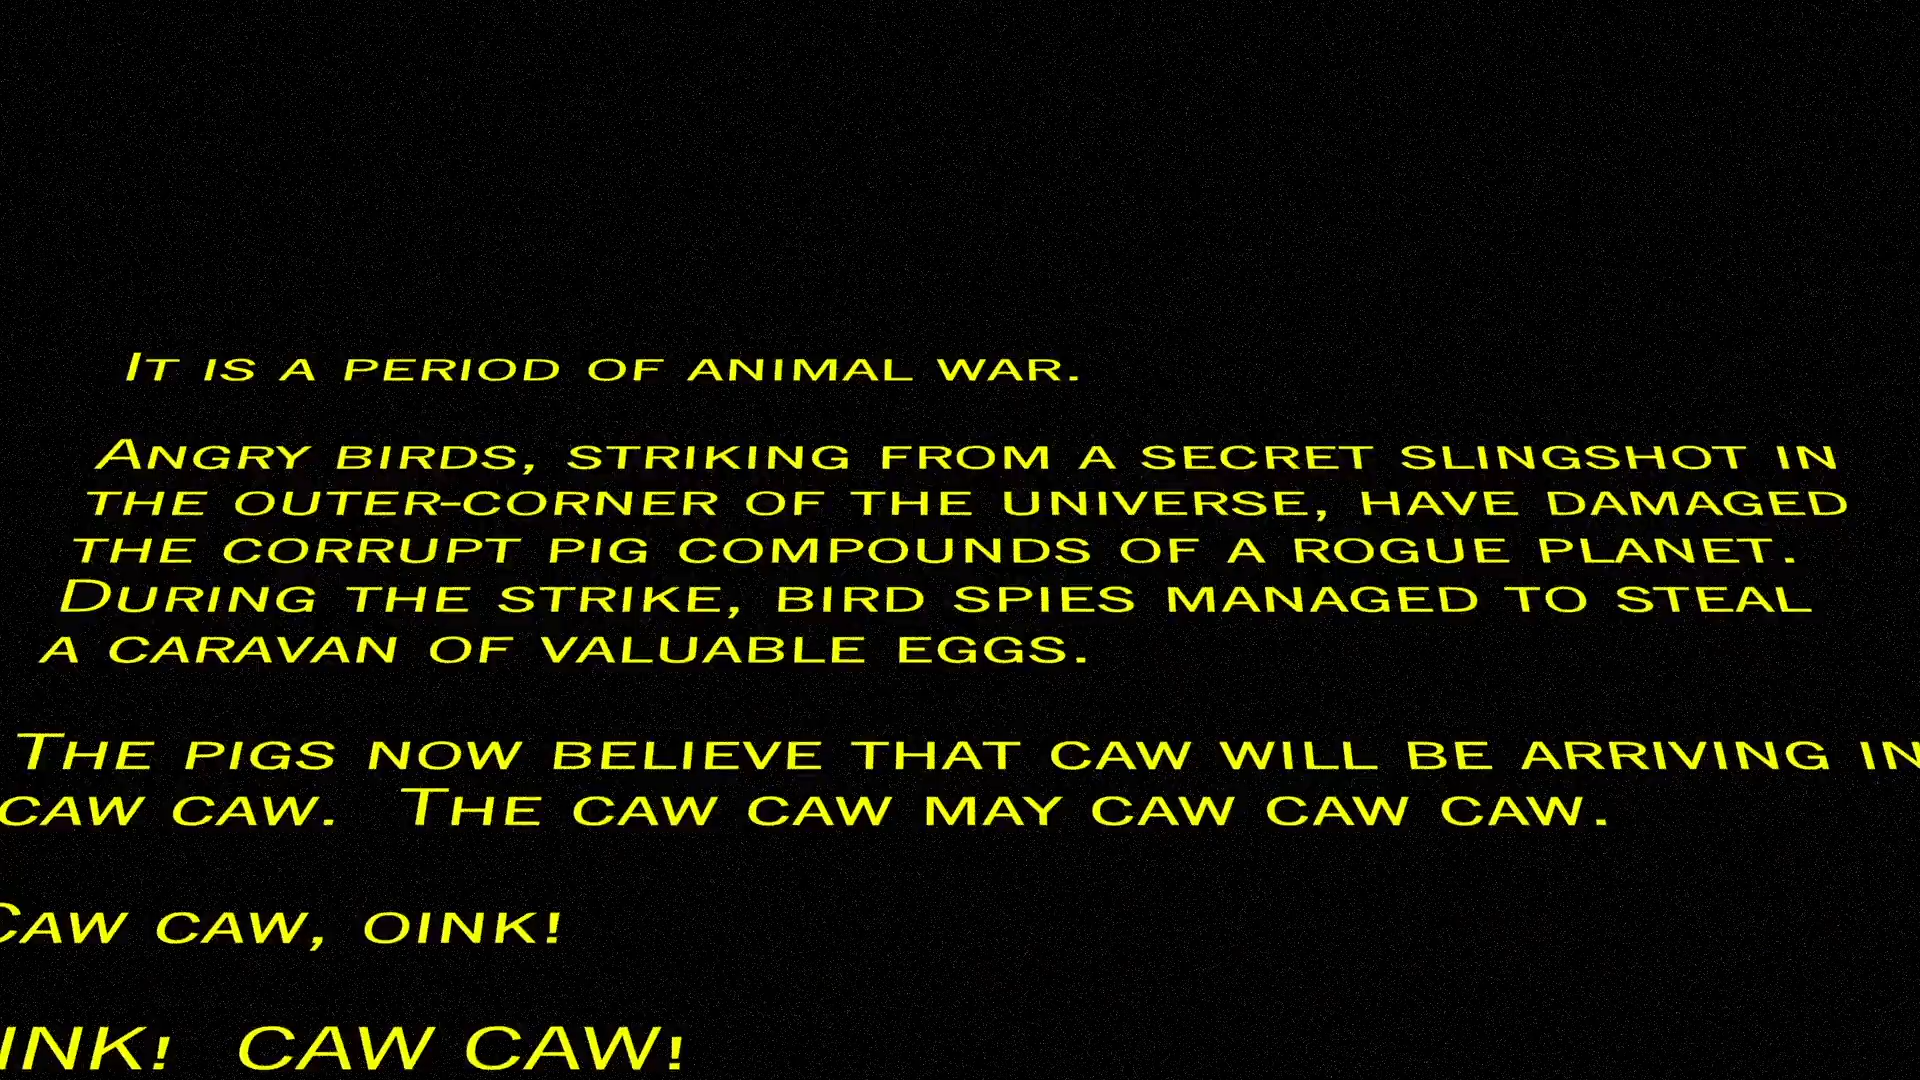 It is a period of animal war.
Angry birds, striking from a secret slingshot in
the outer-corner of the universe, have damaged
the corrupt pig compounds of a rogue planet.
During the strike, bird spies managed to steal
a caravan of valuable eggs.
The pigs now believe that caw will be arriving in
caw caw.  The caw caw may caw caw caw.
Caw caw, oink!
INK!  CAW CAW!